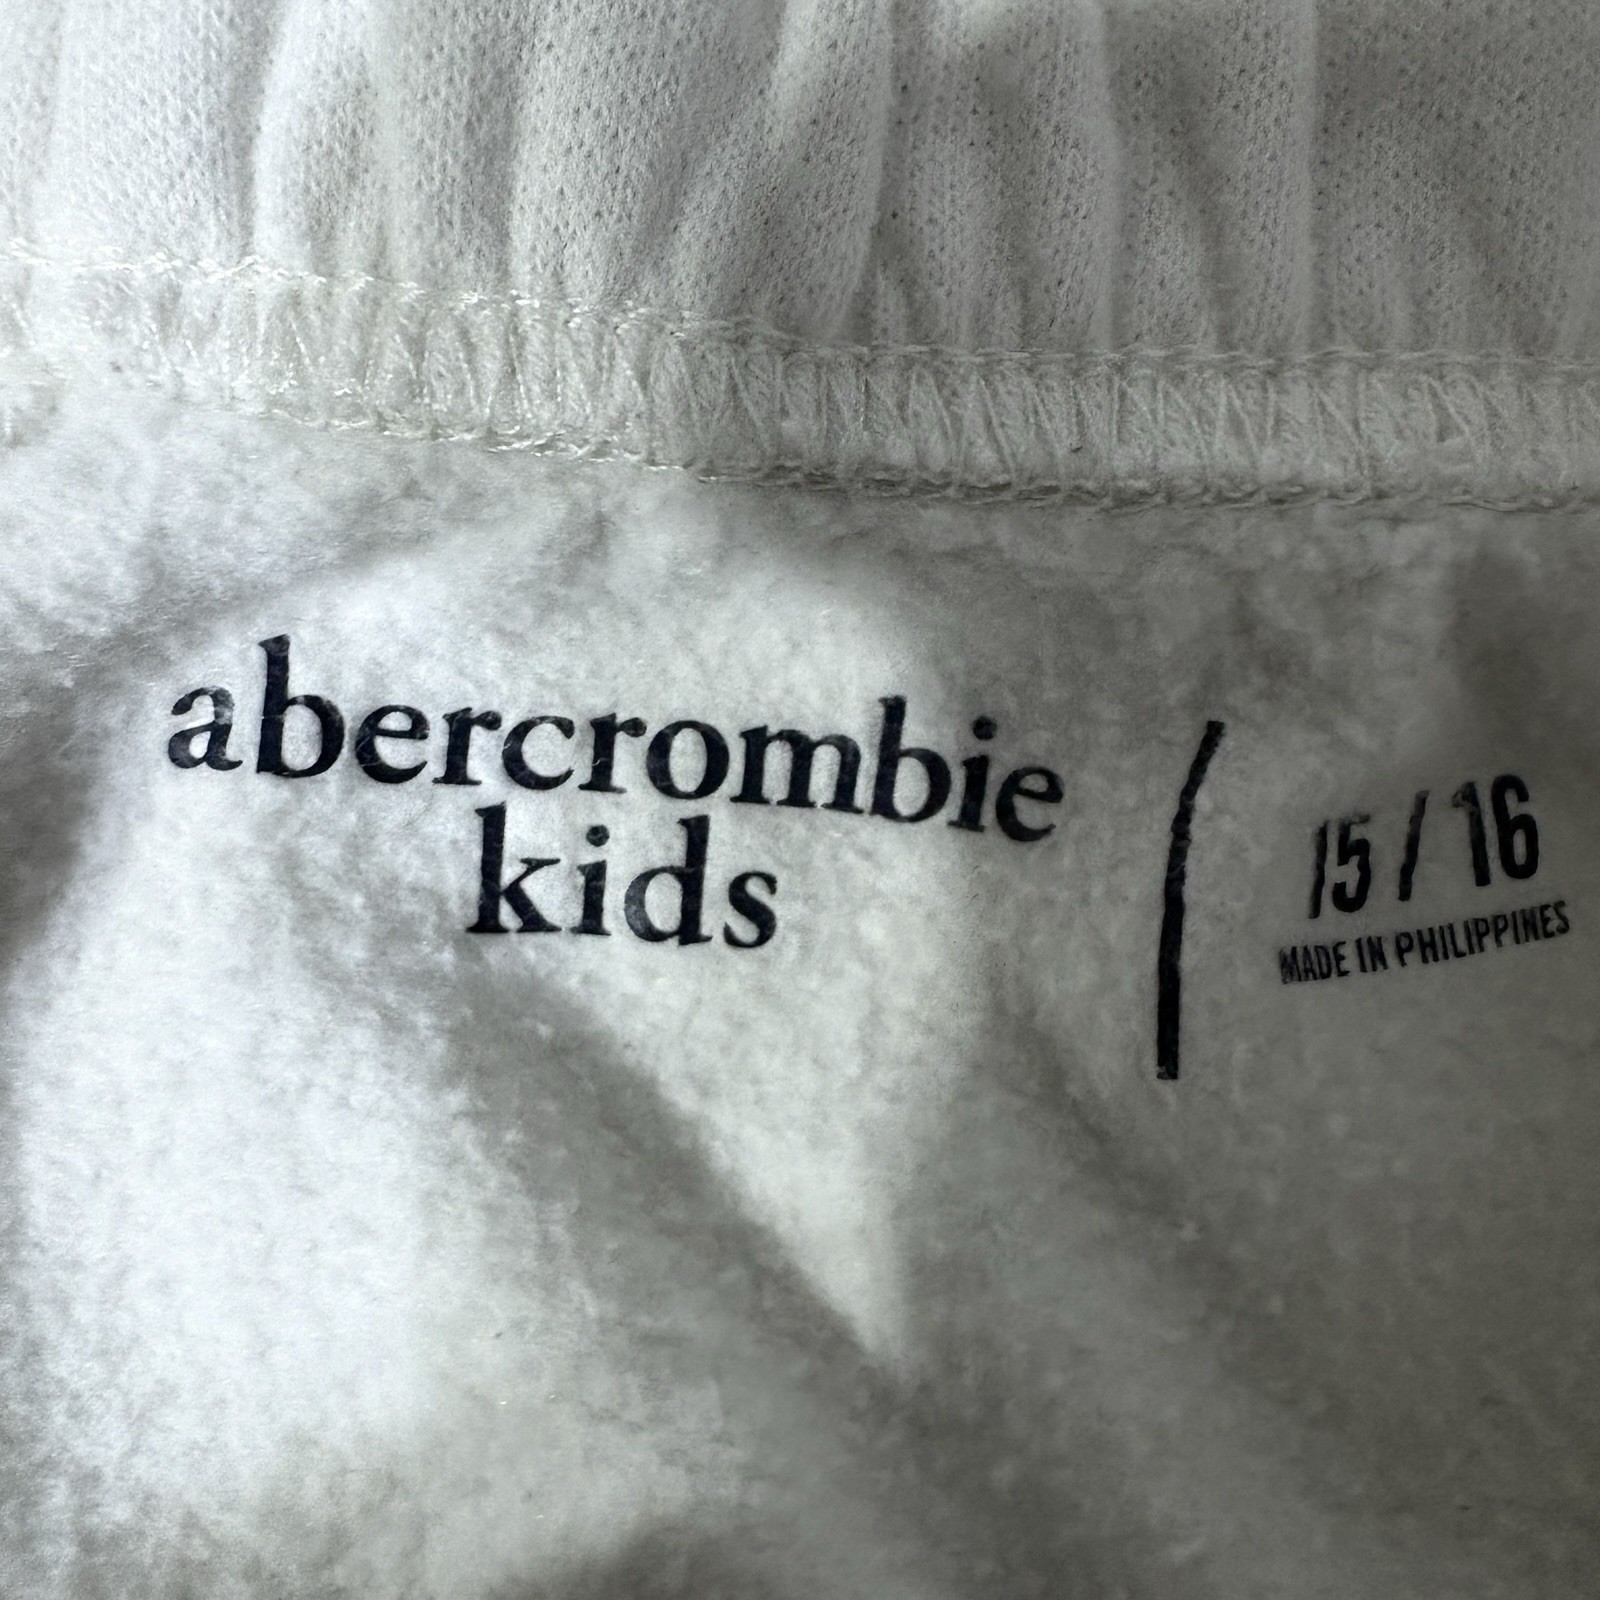 abercrombie
kids
15/16
MADE IN PHILIPPINES